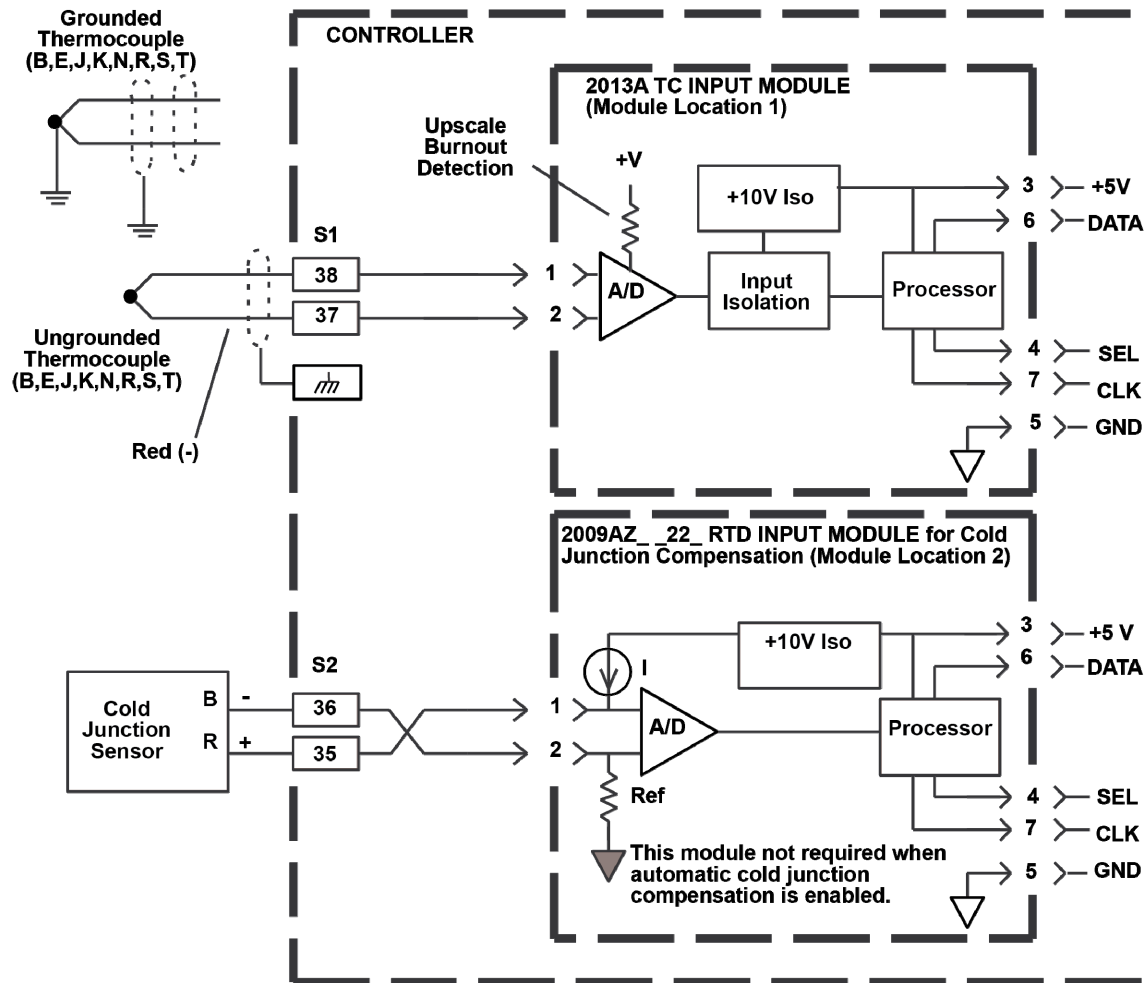 Grounded
Thermocouple
(B,E,J,K,N,R,S,T)
CONTROLLER
2013A TC INPUT MODULE
(Module Location 1)
Upscale
Burnout
Detection
+V
+10V Iso
3
+5V
6
DATA
S1
38
1
A/D
Input
Isolation
Processor
37
2
Ungrounded
Thermocouple
(B,E,J,K,N,R,S,T)
4
SEL
7
CLK
Red (-)
5
GND
2009AZ_ _22_ RTD INPUT MODULE for Cold
Junction Compensation (Module Location 2)
+10V Iso
3
+5 V
6
DATA
S2
I
Cold
Junction
Sensor
B
-
36
1
A/D
Processor
R
+
35
2
Ref
4
SEL
7
CLK
This module not required when
automatic cold junction
compensation is enabled.
5
GND